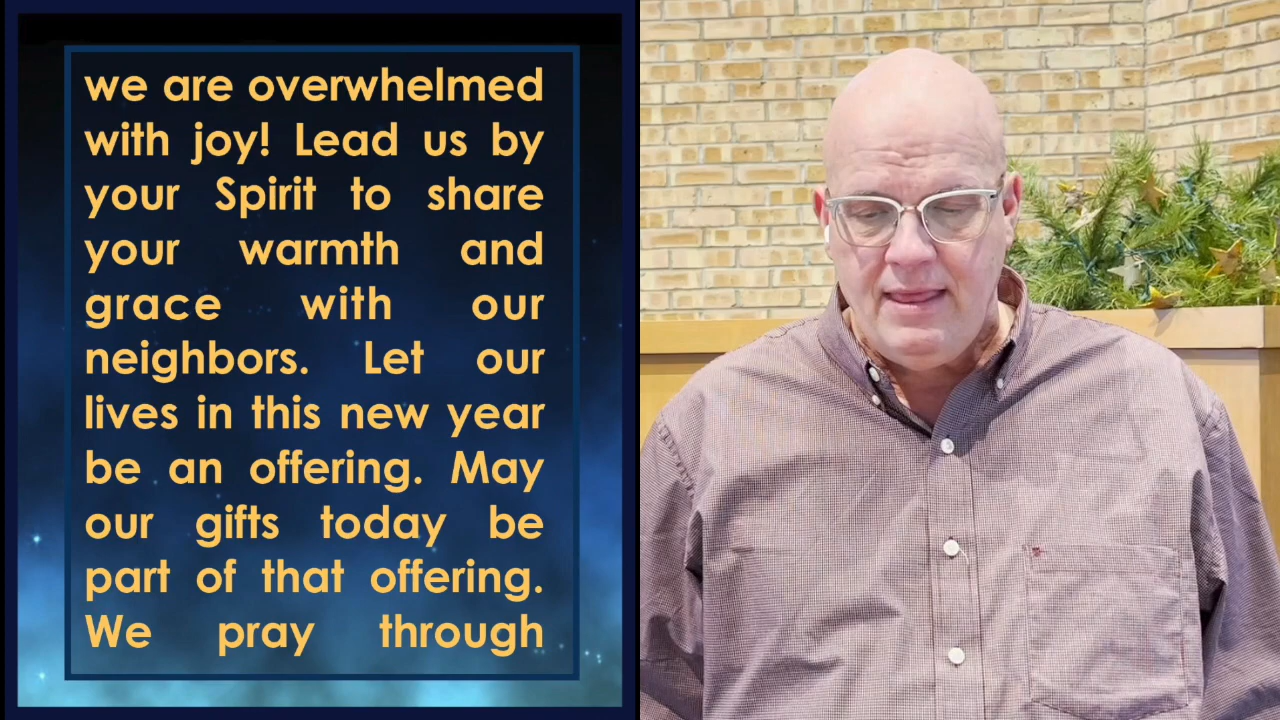 we are overwhelmed
with joy! Lead us by
your Spirit to share
your warmth and
grace with our
neighbors. Let our
lives in this new year
be an offering. May
our gifts today be
part of that offering.
We pray through